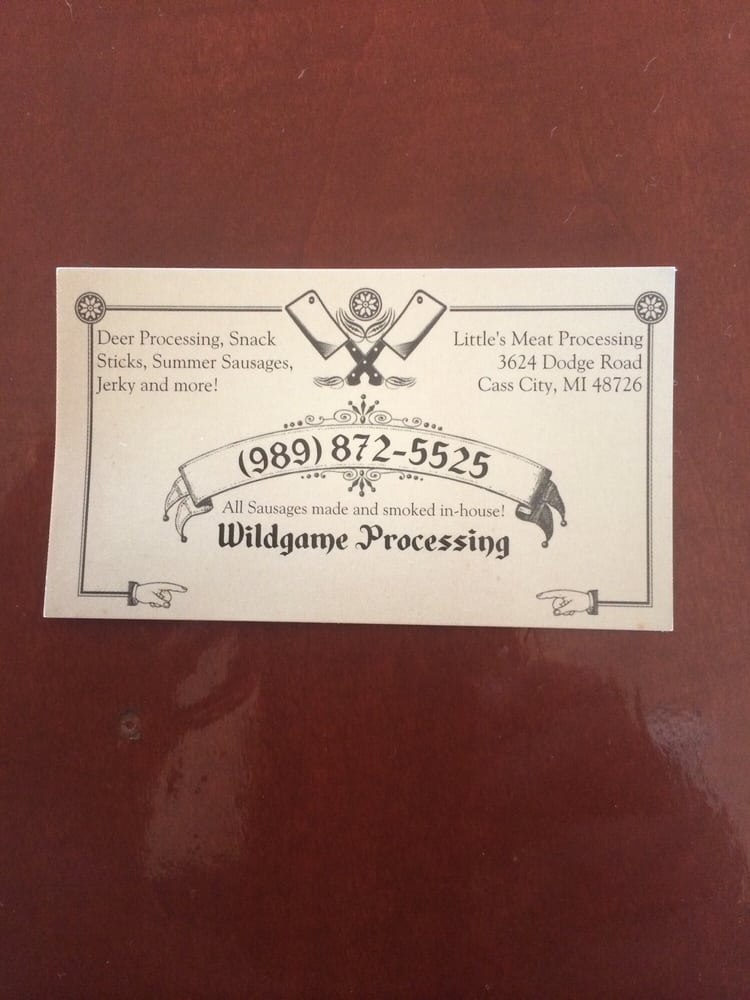 Deer Processing, Snack
Sticks, Summer Sausages,
Jerky and more!
Little's Meat Processing
3624 Dodge Road
Cass City, MI 48726
(989) 872-5525
All Sausages made and smoked in-house!
Wildgame Processing